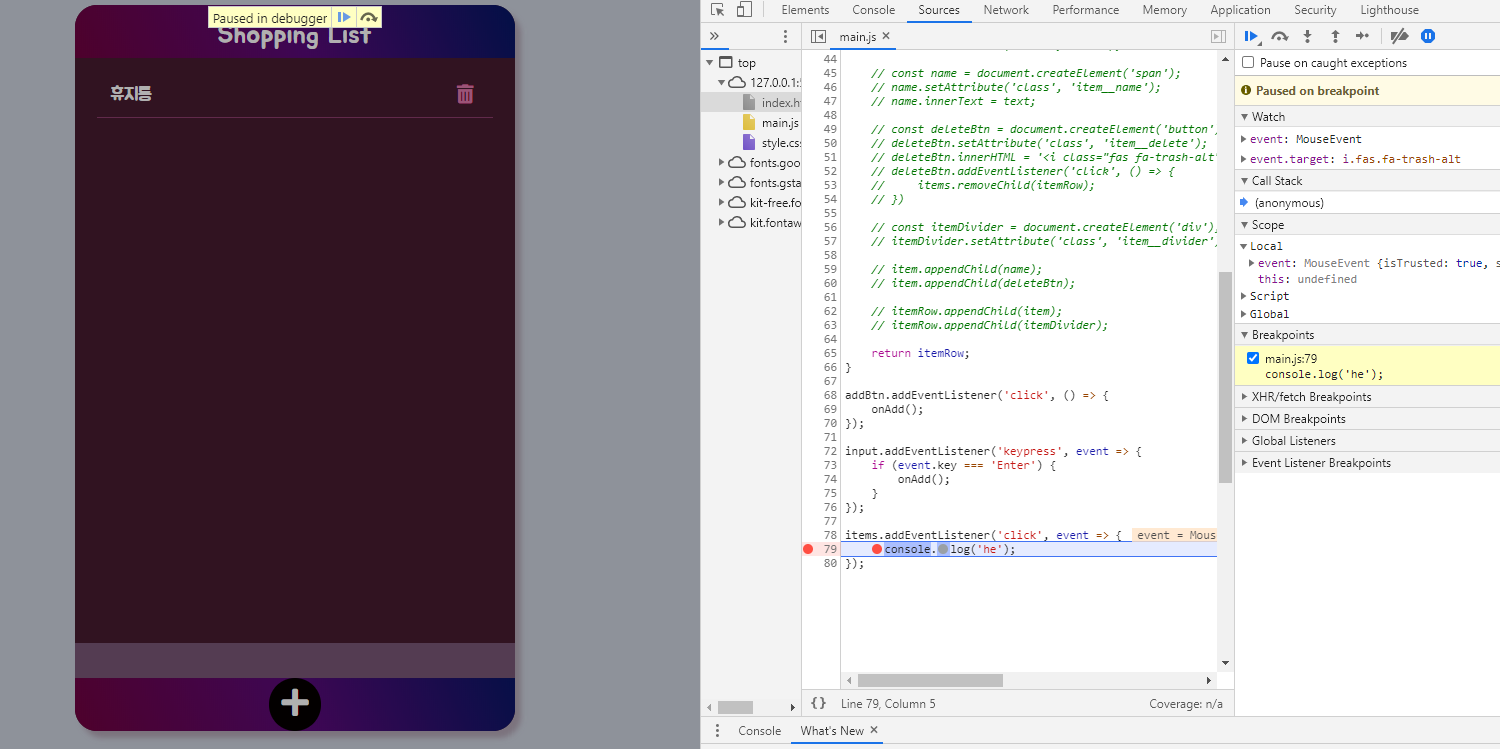 Paused in debugger
Shopping List
휴지통
Elements Console Sources Network Performance Memory Application Security Lighthouse
main.js
top
127.0.0.1:5
index.ht
main.js
style.css
fonts.goo
fonts.gsta
kit-free.fo
kit.fontaw
44
45 // const name = document.createElement('span');
46 // name.setAttribute('class', 'item__name');
47 // name.innerText = text;
48
49 // const deleteBtn = document.createElement('button'
50 // deleteBtn.setAttribute('class', 'item__delete');
51 // deleteBtn.innerHTML = '<i class="fas fa-trash-alt"
52 // deleteBtn.addEventListener('click', () => {
53 //     items.removeChild(itemRow);
54 // })
55
56 // const itemDivider = document.createElement('div');
57 // itemDivider.setAttribute('class', 'item__divider'
58
59 // item.appendChild(name);
60 // item.appendChild(deleteBtn);
61
62 // itemRow.appendChild(item);
63 // itemRow.appendChild(itemDivider);
64
65 return itemRow;
66 }
67
68 addBtn.addEventListener('click', () => {
69 onAdd();
70 });
71
72 input.addEventListener('keypress', event => {
73 if (event.key === 'Enter') {
74 onAdd();
75 }
76 });
77
78 items.addEventListener('click', event => { event = Mous
79 console.log('he');
80 });
{} Line 79, Column 5 Coverage: n/a
Console What's New
Pause on caught exceptions
Paused on breakpoint
Watch
event: MouseEvent
event.target: i.fas.fa-trash-alt
Call Stack
(anonymous)
Scope
Local
event: MouseEvent {isTrusted: true, s
this: undefined
Script
Global
Breakpoints
main.js:79
console.log('he');
XHR/fetch Breakpoints
DOM Breakpoints
Global Listeners
Event Listener Breakpoints